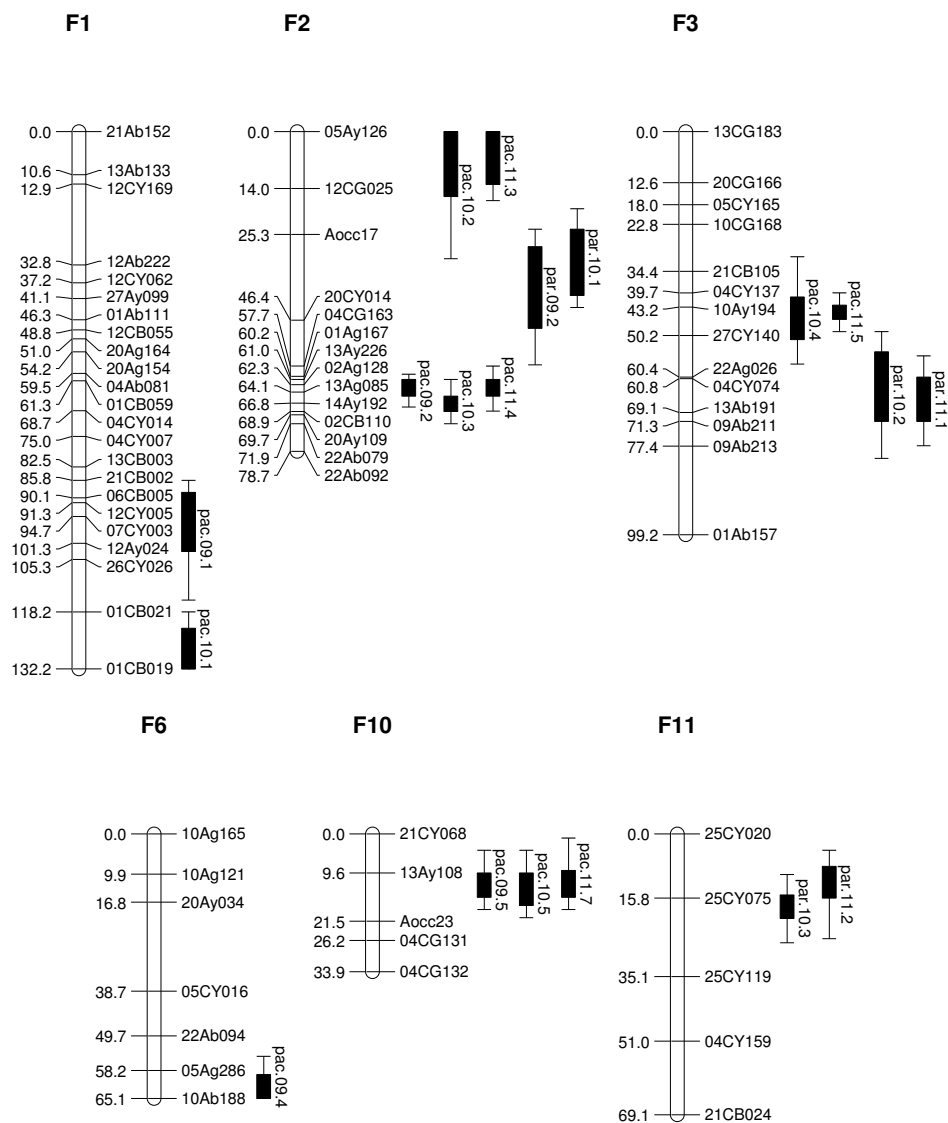 F1
F2
F3
0.0 21Ab152
10.6 13Ab133
12.9 12CY169
32.8 12Ab222
37.2 12CY062
41.1 27Ay099
46.3 01Ab111
48.8 12CB055
51.0 20Ag164
54.2 20Ag154
59.5 04Ab081
61.3 01CB059
68.7 04CY014
75.0 04CY007
82.5 13CB003
85.8 21CB002
90.1 06CB005
91.3 12CY005
94.7 07CY003
101.3 12Ay024
105.3 26CY026
118.2 01CB021
132.2 01CB019
pac.09.1
pac.10.1
0.0 05Ay126
14.0 12CG025
25.3 Aocc17
46.4 20CY014
57.7 04CG163
60.2 01Ag167
61.0 13Ay226
62.3 02Ag128
64.1 13Ag085
66.8 14Ay192
68.9 02CB110
69.7 20Ay109
71.9 22Ab079
78.7 22Ab092
pac.09.2
pac.10.2
pac.10.3
pac.11.3
pac.11.4
par.09.2
par.10.1
0.0 13CG183
12.6 20CG166
18.0 05CY165
22.8 10CG168
34.4 21CB105
39.7 04CY137
43.2 10Ay194
50.2 27CY140
60.4 22Ag026
60.8 04CY074
69.1 13Ab191
71.3 09Ab211
77.4 09Ab213
99.2 01Ab157
pac.10.4
pac.11.5
par.10.2
par.11.1
F6
F10
F11
0.0 10Ag165
9.9 10Ag121
16.8 20Ay034
38.7 05CY016
49.7 22Ab094
58.2 05Ag286
65.1 10Ab188
pac.09.4
0.0 21CY068
9.6 13Ay108
21.5 Aocc23
26.2 04CG131
33.9 04CG132
pac.09.5
pac.10.5
pac.11.7
0.0 25CY020
15.8 25CY075
35.1 25CY119
51.0 04CY159
69.1 21CB024
par.10.3
par.11.2